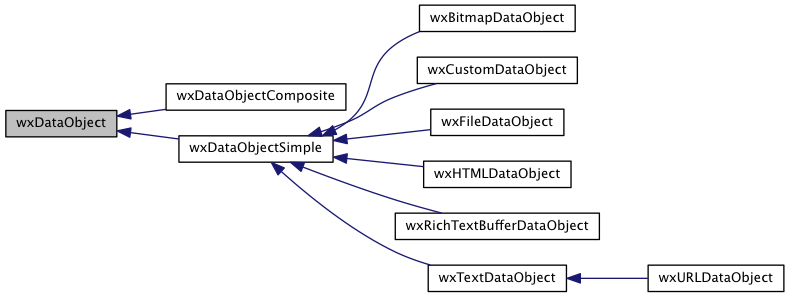 wxBitmapDataObject
wxCustomDataObject
wxDataObjectComposite
wxDataObject
wxFileDataObject
wxDataObjectSimple
wxHTMLDataObject
wxRichTextBufferDataObject
wxTextDataObject
wxURLDataObject